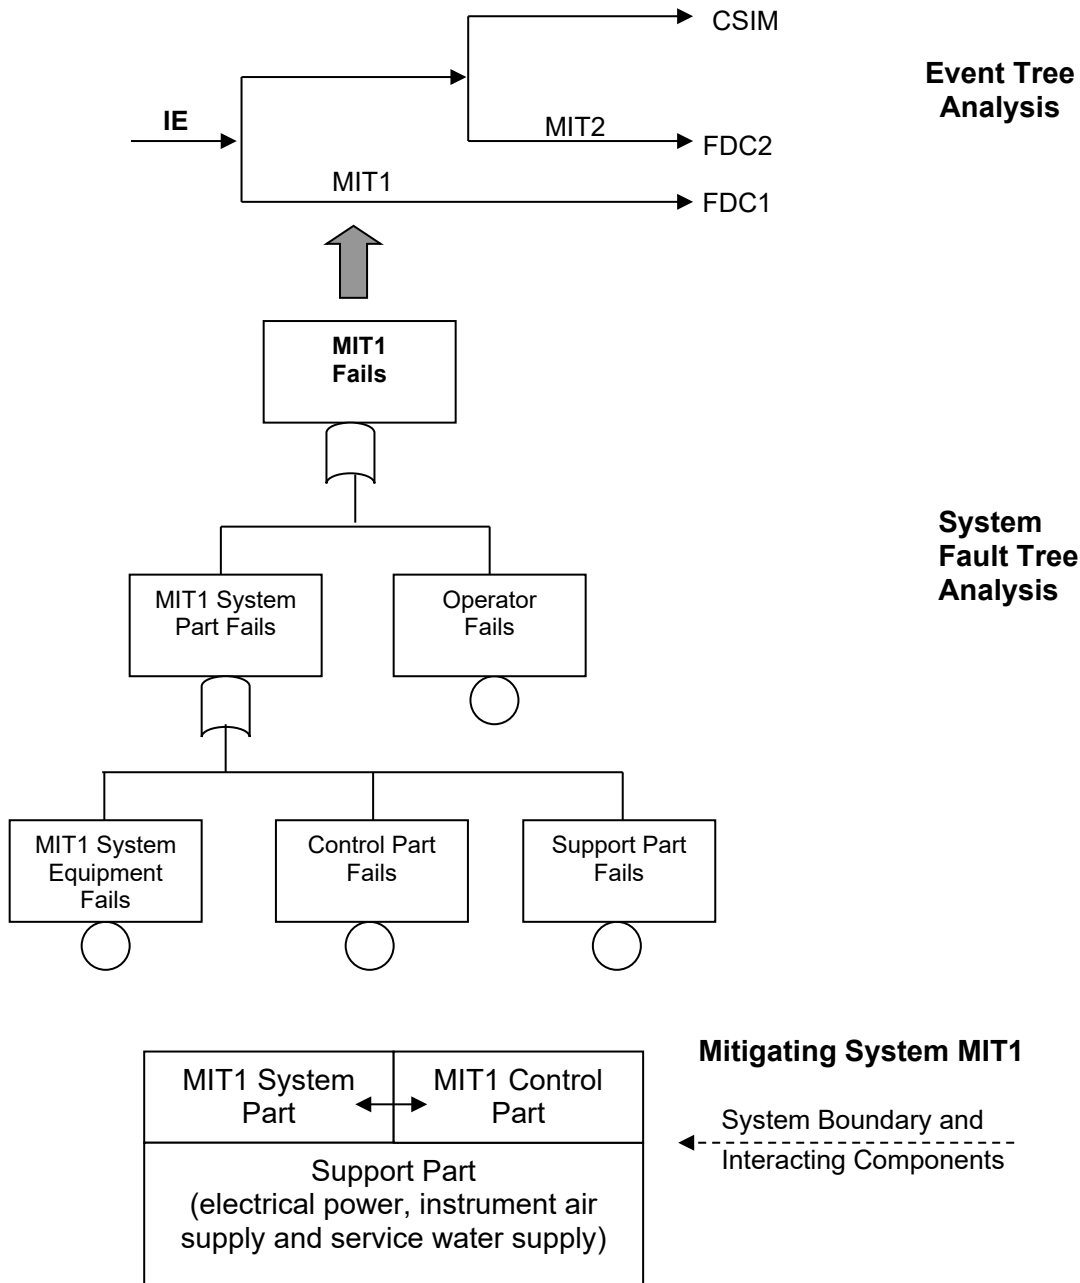 CSIM
Event Tree
Analysis
IE
MIT2
FDC2
MIT1
FDC1
MIT1
Fails
System
Fault Tree
Analysis
MIT1 System
Part Fails
Operator
Fails
MIT1 System
Equipment
Fails
Control Part
Fails
Support Part
Fails
Mitigating System MIT1
MIT1 System
Part
MIT1 Control
Part
System Boundary and
Interacting Components
Support Part
(electrical power, instrument air
supply and service water supply)